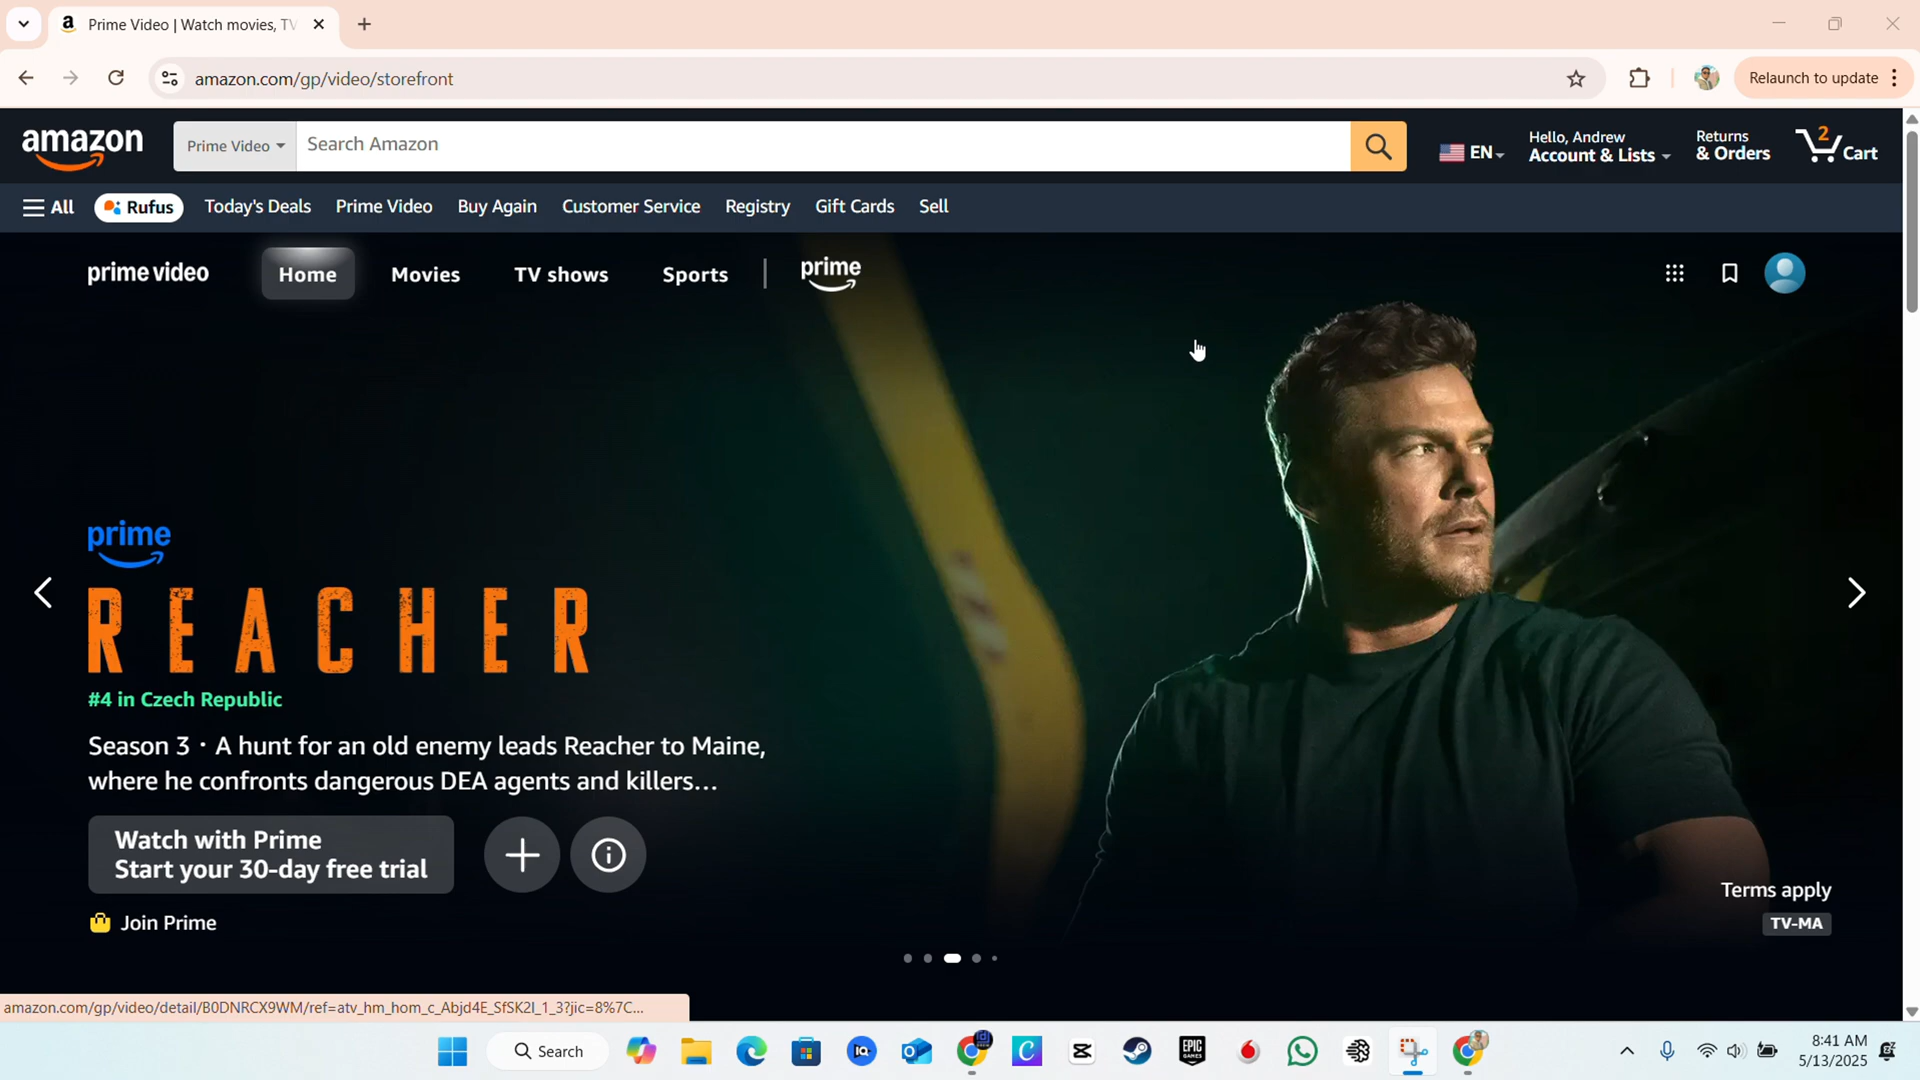 Prime Video | Watch movies, TV
amazon.com/gp/video/storefront
Relaunch to update
amazon
Prime Video
Search Amazon
EN
Hello, Andrew
Account & Lists
Returns
& Orders
2
Cart
All
Rufus
Today's Deals
Prime Video
Buy Again
Customer Service
Registry
Gift Cards
Sell
prime video
Home
Movies
TV shows
Sports
prime
prime
REACHER
#4 in Czech Republic
Season 3 · A hunt for an old enemy leads Reacher to Maine,
where he confronts dangerous DEA agents and killers...
Watch with Prime
Start your 30-day free trial
Join Prime
Terms apply
TV-MA
amazon.com/gp/video/detail/B0DNRCX9WM/ref=atv_hm_hom_c_Abjd4E_SfSK2I_1_3?jic=8%7C...
Search
EPIC
GAMES
8:41 AM
5/13/2025